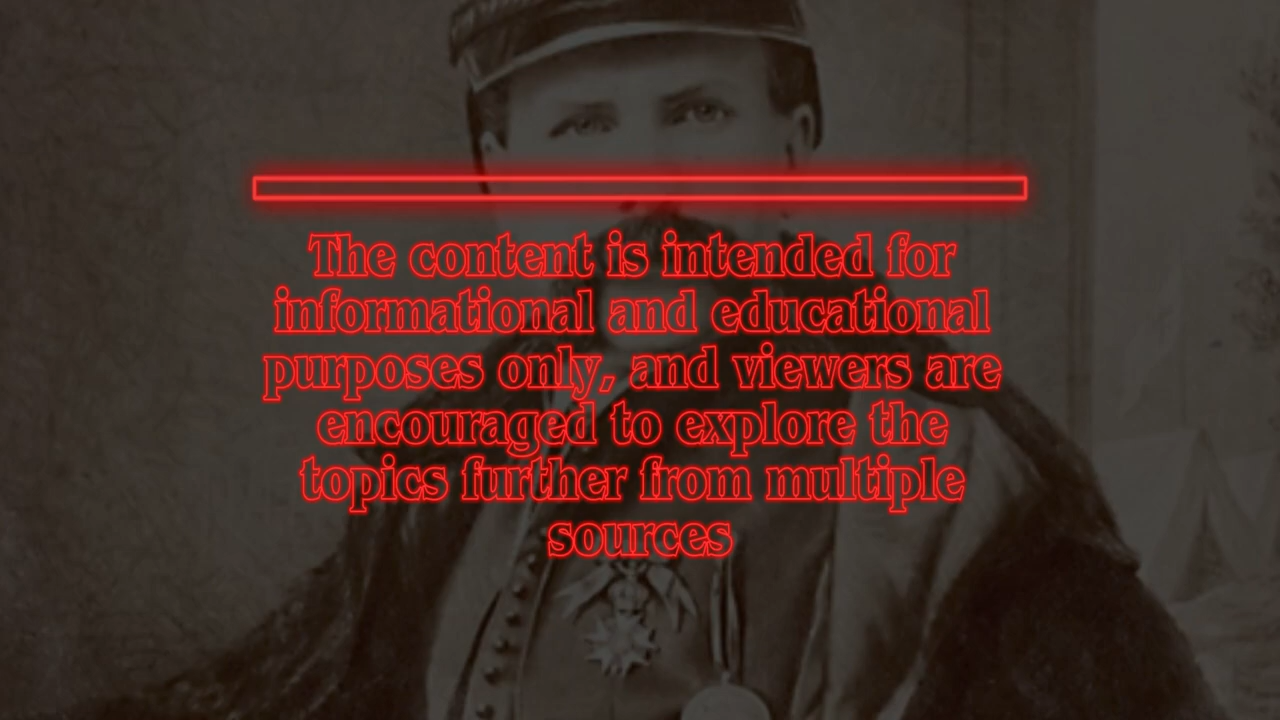 The content is intended for
informational and educational
purposes only, and viewers are
encouraged to explore the
topics further from multiple
sources